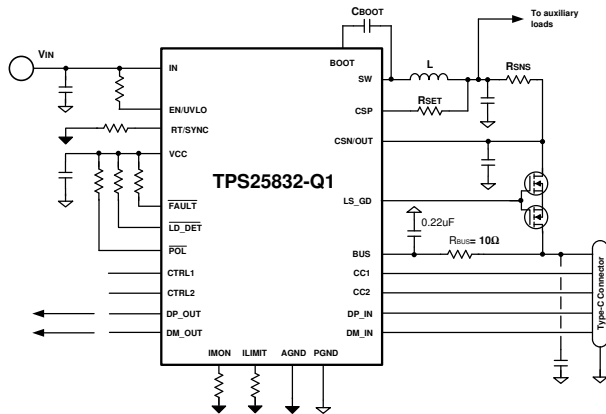 CBOOT
To auxiliary
loads
VIN
L
RSNS
IN
BOOT
SW
EN/UVLO
CSP
RSET
RT/SYNC
CSN/OUT
VCC
TPS25832-Q1
FAULT
LS_GD
LD_DET
0.22uF
POL
BUS
RBUS= 10Ω
CTRL1
CC1
CTRL2
CC2
DP_OUT
DP_IN
DM_OUT
DM_IN
Type-C Connector
IMON
ILIMIT
AGND
PGND